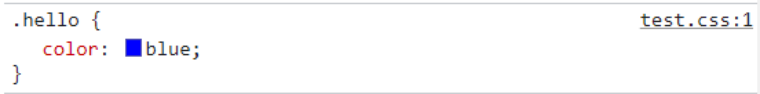 .hello { test.css:1
color: blue;
}